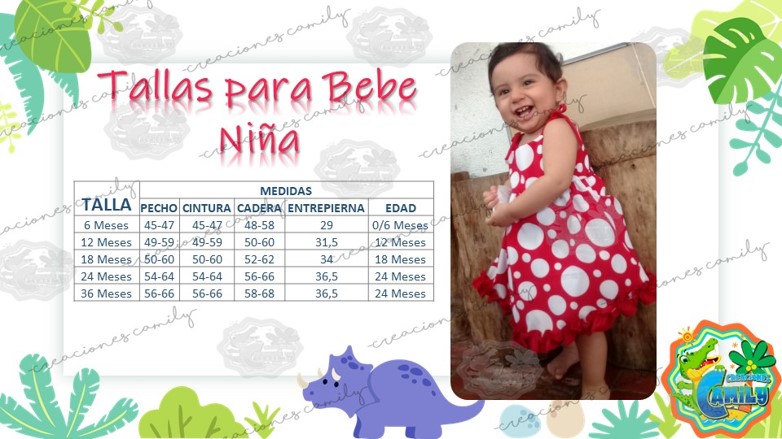 Tallas para Bebe
Niña
MEDIDAS
TALLA PECHO CINTURA CADERA ENTREPIERNA EDAD
6 Meses 45-47 45-47 48-58 29 0/6 Meses
12 Meses 49-59 49-59 50-60 31,5 12 Meses
18 Meses 50-60 50-60 52-62 34 18 Meses
24 Meses 54-64 54-64 56-66 36,5 24 Meses
36 Meses 56-66 56-66 58-68 36,5 24 Meses
creaciones camily
CREACIONES
CAMILY